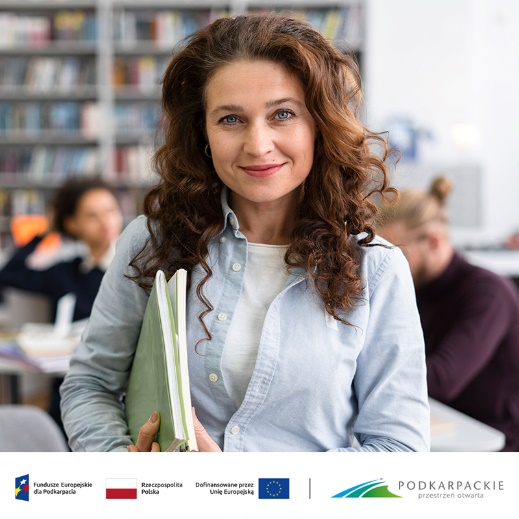 Fundusze Europejskie
dla Podkarpacia
Rzeczpospolita
Polska
Dofinansowane przez
Unię Europejską
PODKARPACKIE
przestrzeń otwarta